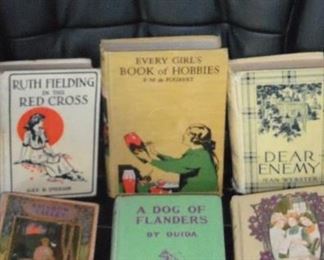 RUTH FIELDING
IN THE
RED CROSS
EVERY GIRL'S
BOOK OF HOBBIES
DEAR
ENEMY
JEAN WEBSTER
A DOG OF
FLANDERS
BY OUIDA